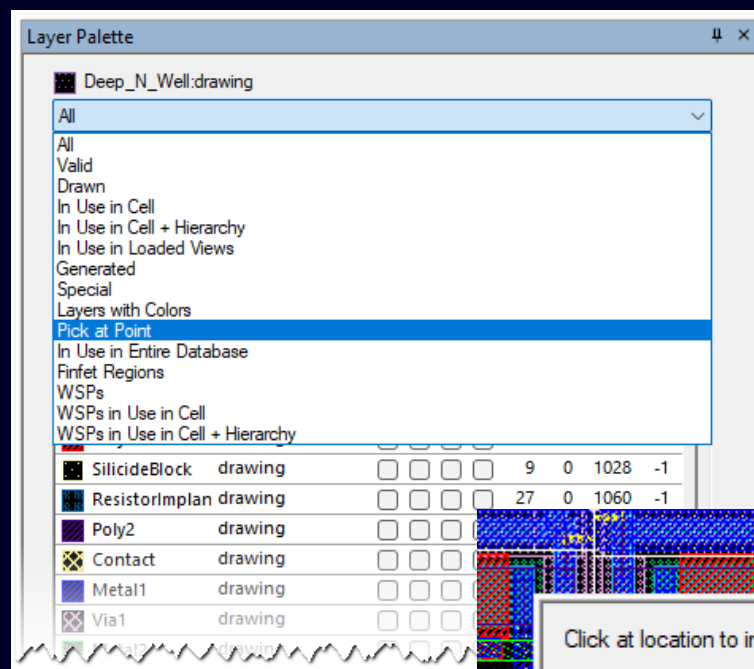 Layer Palette
Deep_N_Well:drawing
All
All
Valid
Drawn
In Use in Cell
In Use in Cell + Hierarchy
In Use in Loaded Views
Generated
Special
Layers with Colors
Pick at Point
In Use in Entire Database
Finfet Regions
WSPs
WSPs in Use in Cell
WSPs in Use in Cell + Hierarchy
SilicideBlock drawing 9 0 1028 -1
ResistorImplan drawing 27 0 1060 -1
Poly2 drawing
Contact drawing
Metal1 drawing
Via1 drawing
Click at location to in